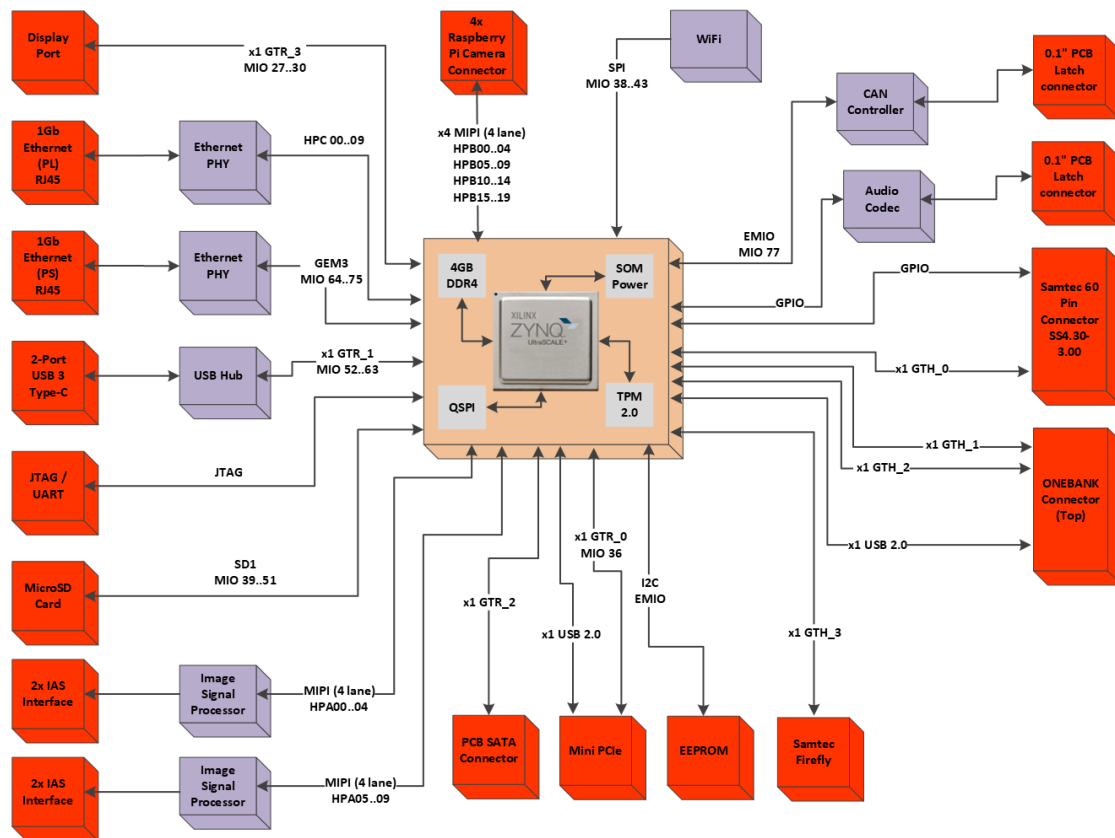 Display
Port
x1 GTR_3
MIO 27..30
4x
Raspberry
Pi Camera
Connector
WiFi
SPI
MIO 38..43
0.1" PCB
Latch
connector
CAN
Controller
1Gb
Ethernet
(PL)
RJ45
Ethernet
PHY
HPC 00..09
x4 MIPI (4 lane)
HPB00..04
HPB05..09
HPB10..14
HPB15..19
Audio
Codec
0.1" PCB
Latch
connector
1Gb
Ethernet
(PS)
RJ45
Ethernet
PHY
GEM3
MIO 64..75
4GB
DDR4
SOM
Power
XILINX
ZYNQ
UltraSCALE+
QSPI
TPM
2.0
EMIO
MIO 77
GPIO
GPIO
Samtec 60
Pin
Connector
SS4.30-
3.00
2-Port
USB 3
Type-C
USB Hub
x1 GTR_1
MIO 52..63
x1 GTH_0
x1 GTH_1
x1 GTH_2
x1 USB 2.0
ONEBANK
Connector
(Top)
JTAG /
UART
JTAG
MicroSD
Card
SD1
MIO 39..51
x1 GTR_2
x1 USB 2.0
x1 GTR_0
MIO 36
I2C
EMIO
x1 GTH_3
2x IAS
Interface
Image
Signal
Processor
MIPI (4 lane)
HPA00..04
PCB SATA
Connector
Mini PCIe
EEPROM
Samtec
Firefly
2x IAS
Interface
Image
Signal
Processor
MIPI (4 lane)
HPA05..09